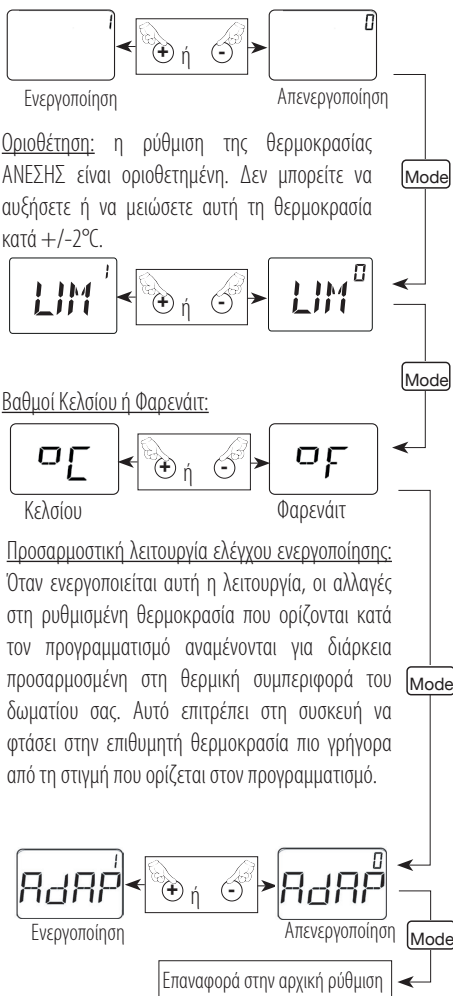 1
0
+ ή -
Ενεργοποίηση
Απενεργοποίηση
Οριοθέτηση: η ρύθμιση της θερμοκρασίας
ΑΝΕΣΗΣ είναι οριοθετημένη. Δεν μπορείτε να
αυξήσετε ή να μειώσετε αυτή τη θερμοκρασία
κατά +/-2°C.
Mode
LIM 1
+ ή -
LIM 0
Mode
Βαθμοί Κελσίου ή Φαρενάιτ:
°C
+ ή -
°F
Κελσίου
Φαρενάιτ
Προσαρμοστική λειτουργία ελέγχου ενεργοποίησης:
Όταν ενεργοποιείται αυτή η λειτουργία, οι αλλαγές
στη ρυθμισμένη θερμοκρασία που ορίζονται κατά
τον προγραμματισμό αναμένονται για διάρκεια
προσαρμοσμένη στη θερμική συμπεριφορά του
δωματίου σας. Αυτό επιτρέπει στη συσκευή να
φτάσει στην επιθυμητή θερμοκρασία πιο γρήγορα
από τη στιγμή που ορίζεται στον προγραμματισμό.
Mode
AdAP 1
+ ή -
AdAP 0
Ενεργοποίηση
Απενεργοποίηση
Mode
Επαναφορά στην αρχική ρύθμιση